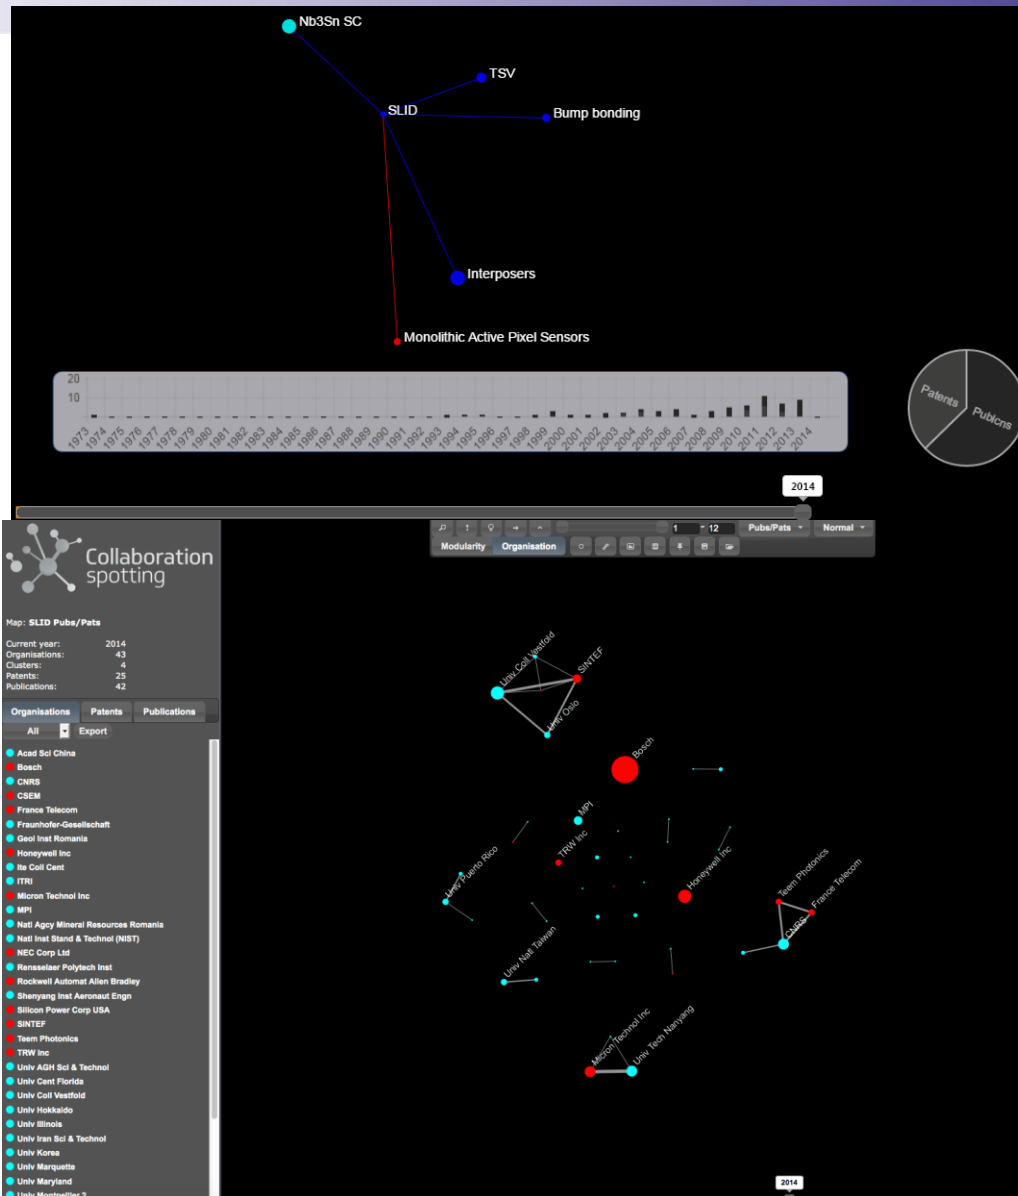 Nb3Sn SC
TSV
SLID
Bump bonding
Interposers
Monolithic Active Pixel Sensors
20
10
1973 1974 1975 1976 1977 1978 1979 1980 1981 1982 1983 1984 1985 1986 1987 1988 1989 1990 1991 1992 1993 1994 1995 1996 1997 1998 1999 2000 2001 2002 2003 2004 2005 2006 2007 2008 2009 2010 2011 2012 2013 2014
Patents
Publcns
2014
1 - 12 Pubs/Pats Normal
Modularity Organisation
Collaboration
spotting
Map: SLID Pubs/Pats
Current year: 2014
Organisations: 43
Clusters: 4
Patents: 25
Publications: 42
Organisations Patents Publications
All Export
Acad Sci China
Bosch
CNRS
CSEM
France Telecom
Fraunhofer-Gesellschaft
Geol Inst Romania
Honeywell Inc
Ite Coll Cent
ITRI
Micron Technol Inc
MPI
Natl Agcy Mineral Resources Romania
Natl Inst Stand & Technol (NIST)
NEC Corp Ltd
Rensselaer Polytech Inst
Rockwell Automat Allen Bradley
Shenyang Inst Aeronaut Engn
Silicon Power Corp USA
SINTEF
Teem Photonics
TRW Inc
Univ AGH Sci & Technol
Univ Cent Florida
Univ Coll Vestfold
Univ Hokkaido
Univ Illinois
Univ Iran Sci & Technol
Univ Korea
Univ Marquette
Univ Maryland
Univ Montpellier 2
Univ Coll Vestfold
SINTEF
Univ Oslo
Bosch
MPI
TRW Inc
Univ Puerto Rico
Honeywell Inc
Teem Photonics
France Telecom
CNRS
Univ Natl Taiwan
Micron Technol Inc
Univ Tech Nanyang
2014